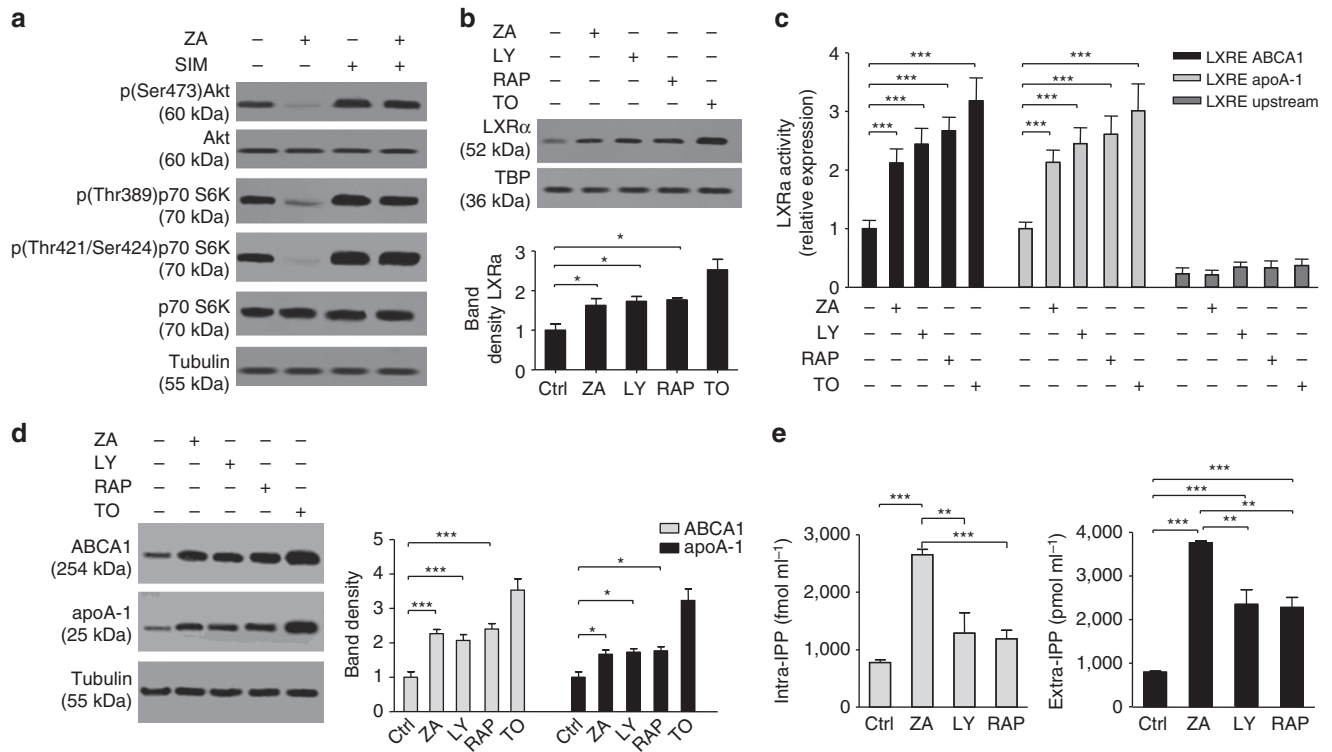 a
ZA – + – +
SIM – – + +
p(Ser473)Akt
(60 kDa)
Akt
(60 kDa)
p(Thr389)p70 S6K
(70 kDa)
p(Thr421/Ser424)p70 S6K
(70 kDa)
p70 S6K
(70 kDa)
Tubulin
(55 kDa)
b
ZA – + – – –
LY – – + – –
RAP – – – + –
TO – – – – +
LXRα
(52 kDa)
TBP
(36 kDa)
Band
density LXRa
3
2
1
0
*
*
*
Ctrl ZA LY RAP TO
c
LXRa activity
(relative expression)
4
3
2
1
0
***
***
***
***
***
***
***
***
LXRE ABCA1
LXRE apoA-1
LXRE upstream
ZA – + – – – – + – – – – + – – –
LY – – + – – – – + – – – – + – –
RAP – – – + – – – – + – – – – + –
TO – – – – + – – – – + – – – – +
d
ZA – + – – –
LY – – + – –
RAP – – – + –
TO – – – – +
ABCA1
(254 kDa)
apoA-1
(25 kDa)
Tubulin
(55 kDa)
Band density
5
4
3
2
1
0
***
***
***
*
*
*
ABCA1
apoA-1
Ctrl ZA LY RAP TO Ctrl ZA LY RAP TO
e
Intra-IPP (fmol ml⁻¹)
3,000
2,000
1,000
0
***
**
***
Ctrl ZA LY RAP
Extra-IPP (pmol ml⁻¹)
4,000
3,000
2,000
1,000
0
***
***
**
*** **
Ctrl ZA LY RAP